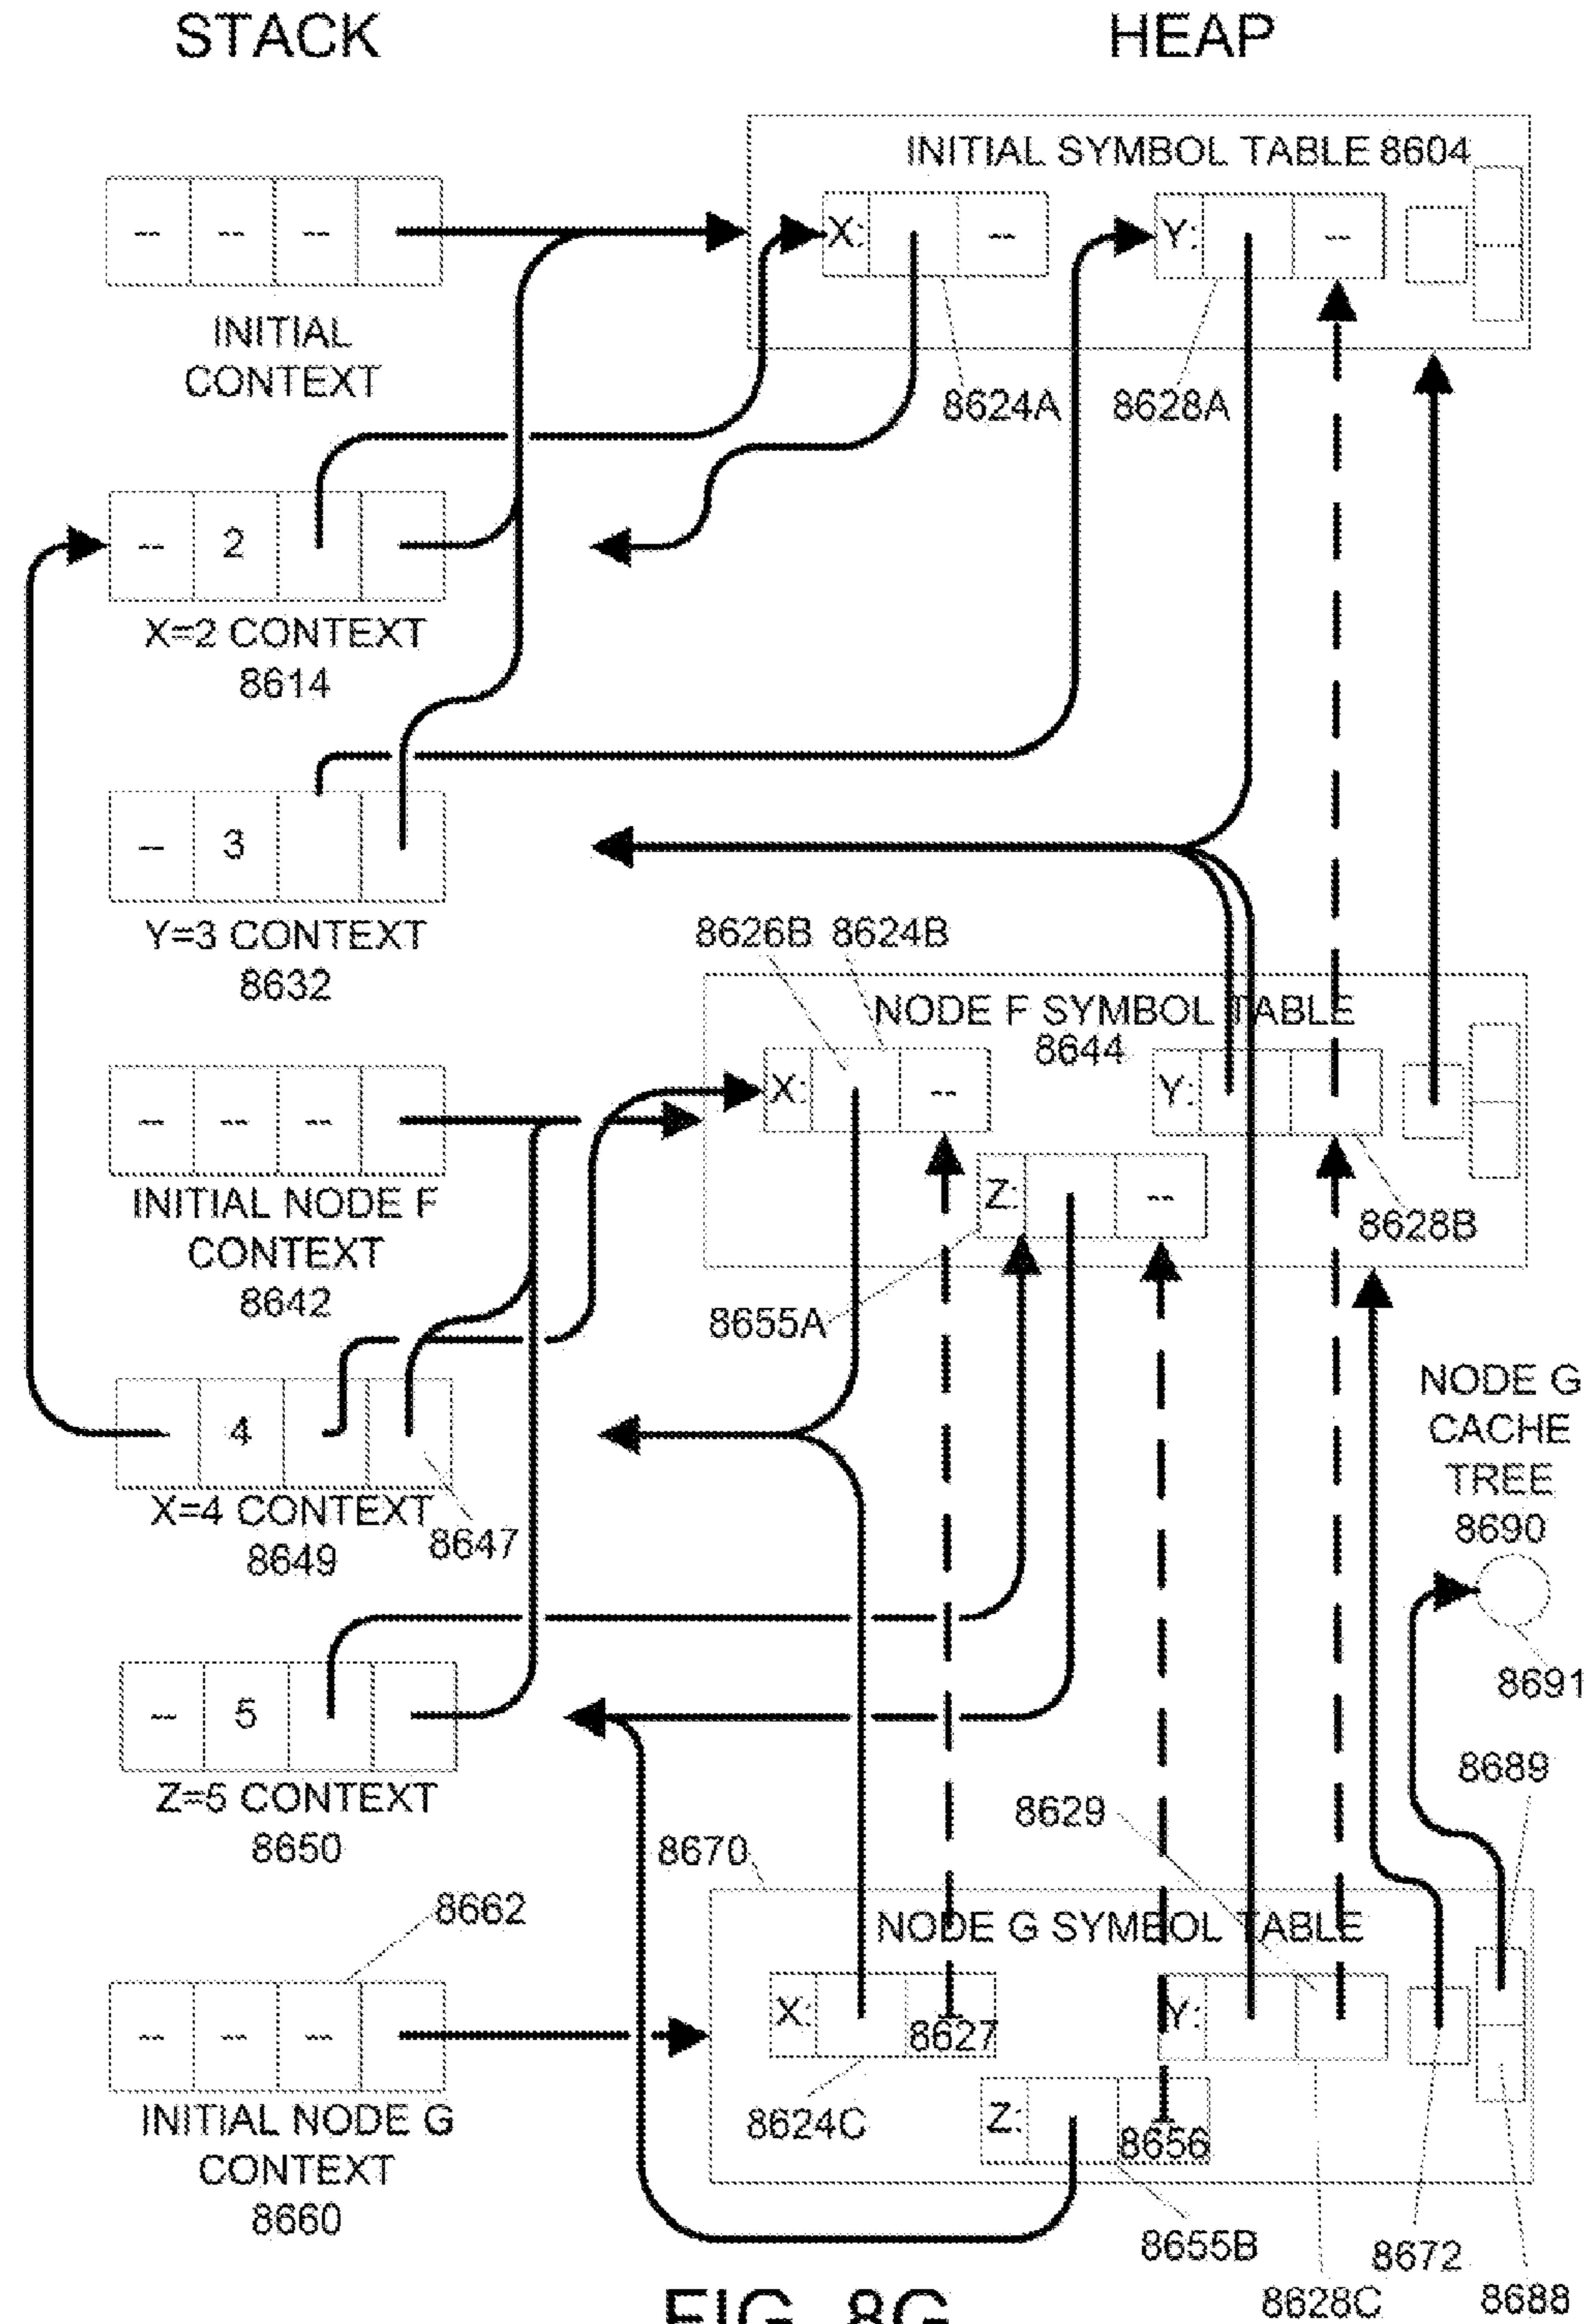 STACK
HEAP
INITIAL SYMBOL TABLE 8604
-- -- --
X: --
Y: --
INITIAL
CONTEXT
8624A
8628A
-- 2
X=2 CONTEXT
8614
-- 3
Y=3 CONTEXT
8632
8626B 8624B
NODE F SYMBOL TABLE
8644
X: --
Y:
-- -- --
Z: --
INITIAL NODE F
CONTEXT
8642
8628B
8655A
4
X=4 CONTEXT
8649
8647
NODE G
CACHE
TREE
8690
8691
-- 5
Z=5 CONTEXT
8650
8689
8629
8670
8662
NODE G SYMBOL TABLE
-- -- --
X:
8627
Y:
INITIAL NODE G
CONTEXT
8660
8624C
Z:
8656
8655B
8672
8628C
8688
FIG. 8G